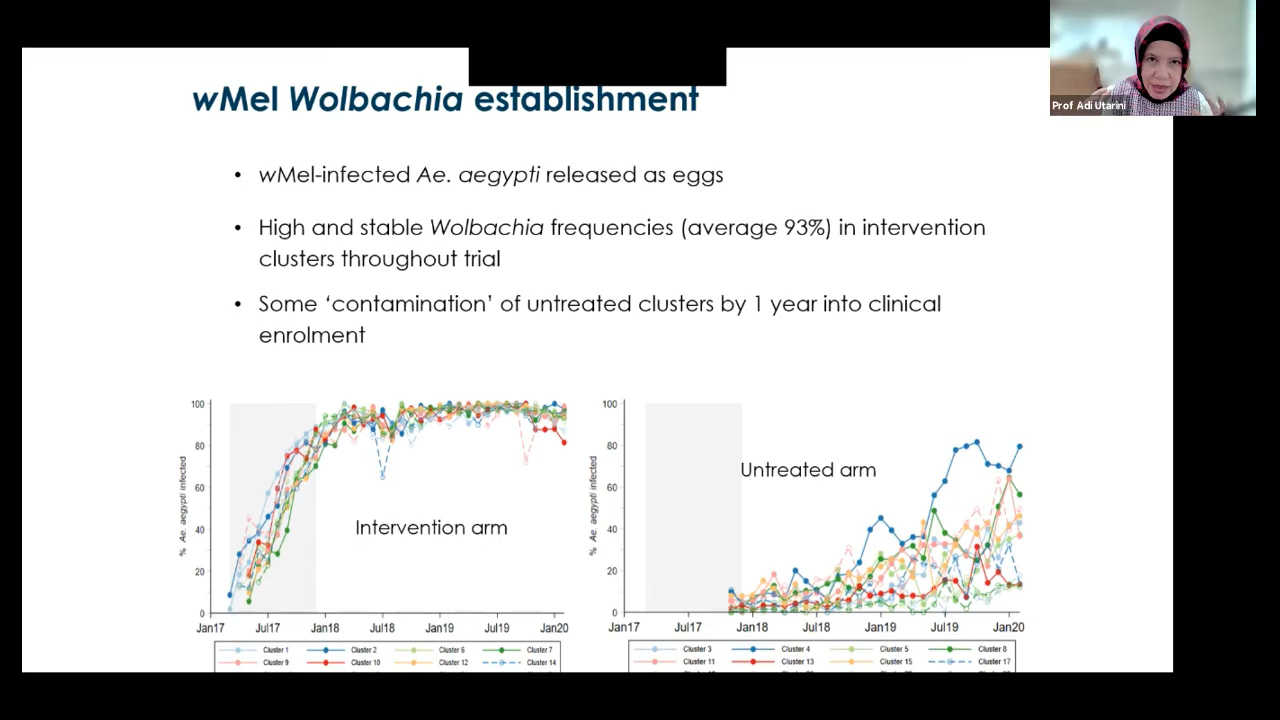 wMel Wolbachia establishment
Prof Adi Utarini
• wMel-infected Ae. aegypti released as eggs
• High and stable Wolbachia frequencies (average 93%) in intervention
clusters throughout trial
• Some ‘contamination’ of untreated clusters by 1 year into clinical
enrolment
% Ae. aegypti infected
100
80
60
40
20
0
Intervention arm
Jan17 Jul17 Jan18 Jul18 Jan19 Jul19 Jan20
Cluster 1 Cluster 2 Cluster 6 Cluster 7
Cluster 9 Cluster 10 Cluster 12 Cluster 14
% Ae. aegypti infected
100
80
60
40
20
0
Untreated arm
Jan17 Jul17 Jan18 Jul18 Jan19 Jul19 Jan20
Cluster 3 Cluster 4 Cluster 5 Cluster 8
Cluster 11 Cluster 13 Cluster 15 Cluster 17